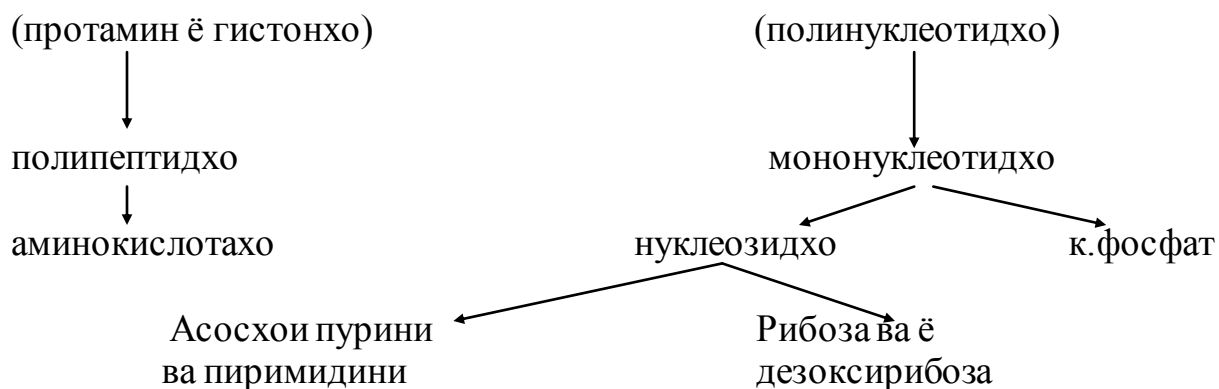 (протамин ё гистонхо) (полинуклеотидхо)
полипептидхо мононуклеотидхо
аминокислотахо нуклеозидхо к.фосфат
Асосхои пурини Рибоза ва ё
ва пиримидини дезоксирибоза